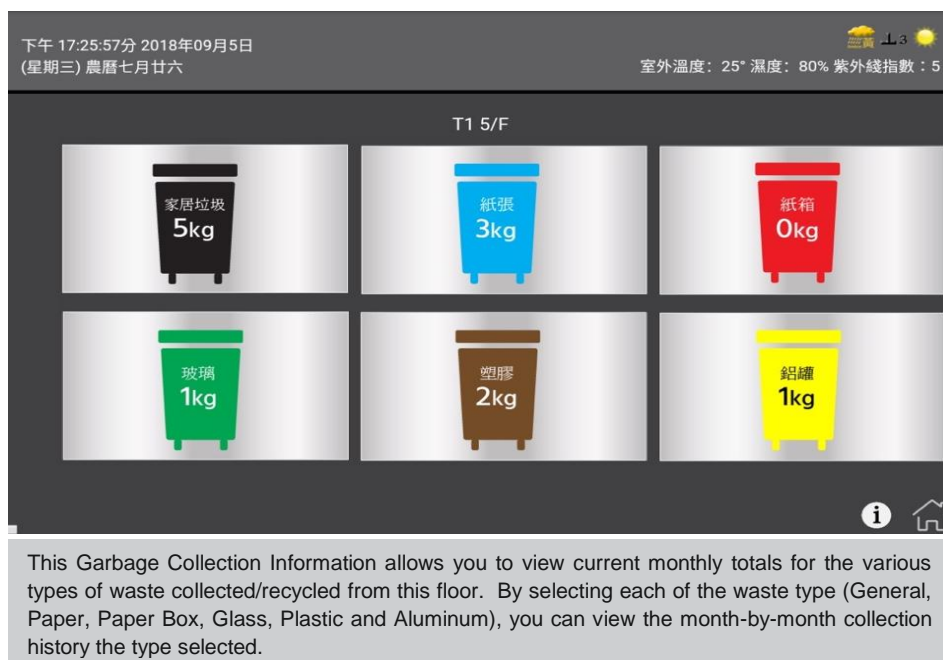 下午 17:25:57分 2018年09月5日
(星期三) 農曆七月廿六
黃 3
室外溫度：25° 濕度：80% 紫外綫指數：5
T1 5/F
家居垃圾
5kg
紙張
3kg
紙箱
0kg
玻璃
1kg
塑膠
2kg
鋁罐
1kg
i
This Garbage Collection Information allows you to view current monthly totals for the various
types of waste collected/recycled from this floor. By selecting each of the waste type (General,
Paper, Paper Box, Glass, Plastic and Aluminum), you can view the month-by-month collection
history the type selected.